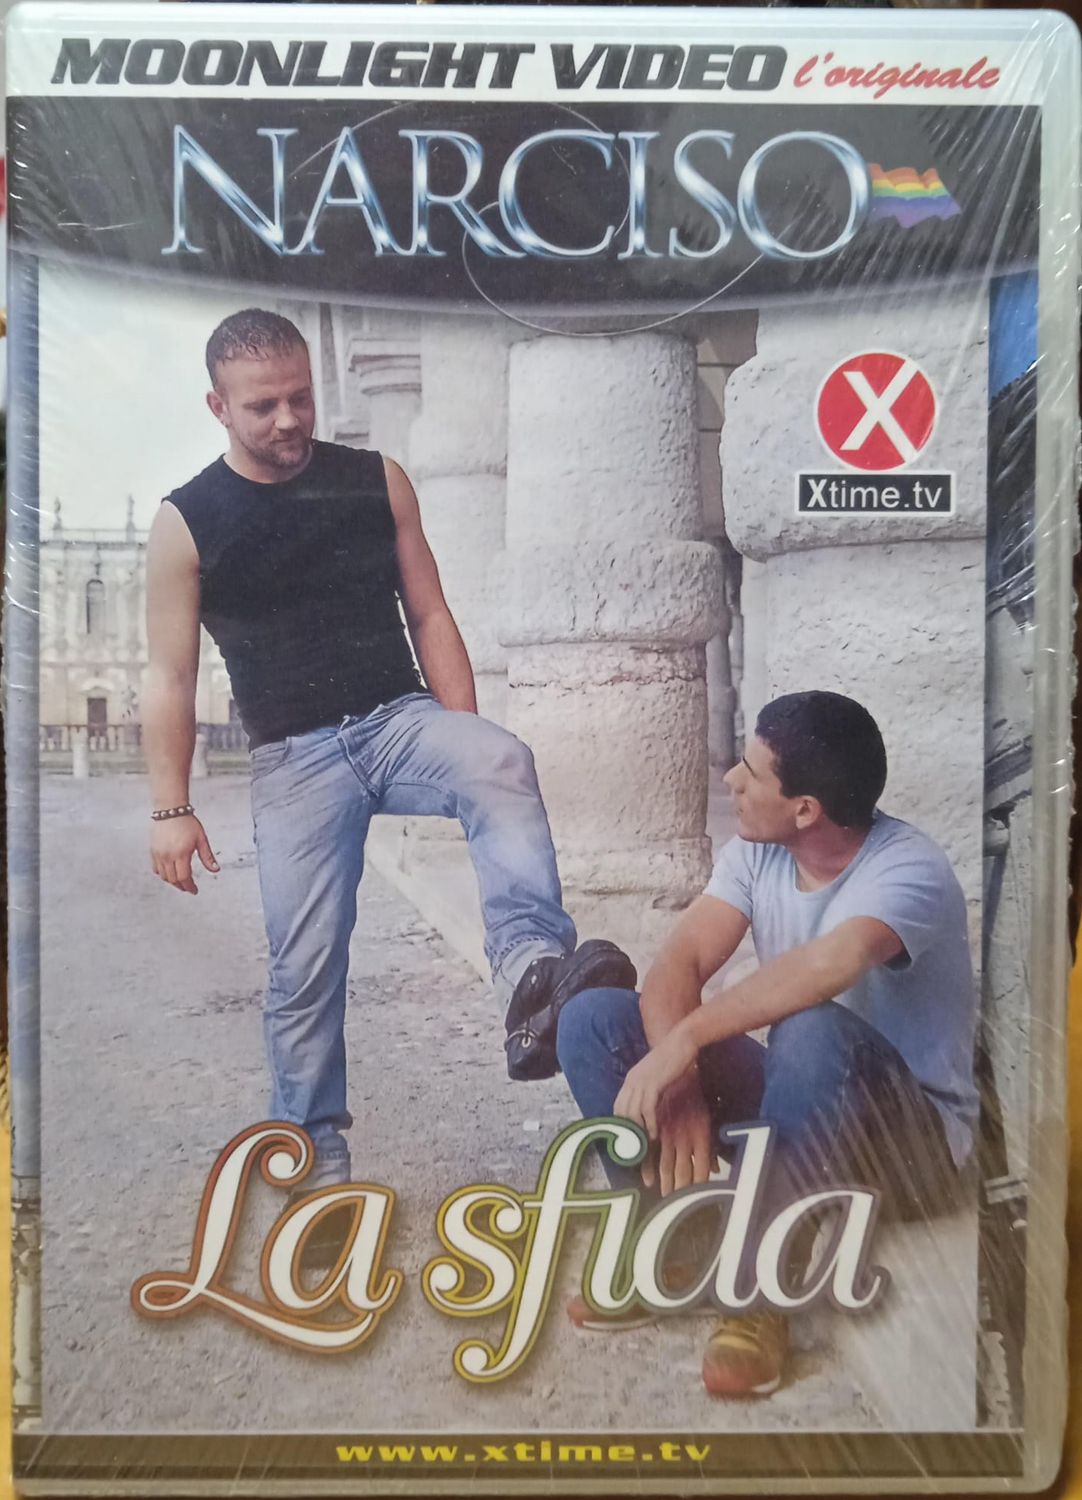 MOONLIGHT VIDEO l'originale
NARCISO
X
Xtime.tv
La sfida
www.xtime.tv